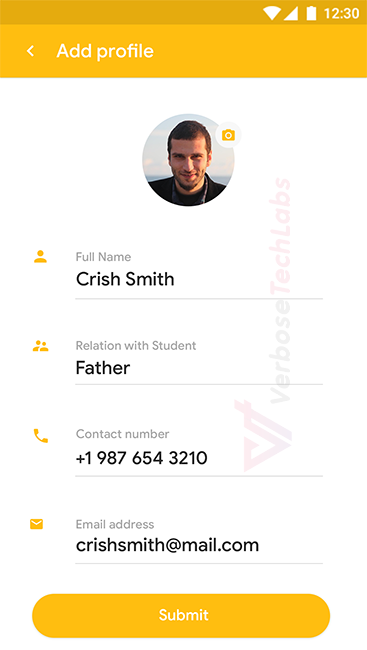 12:30
Add profile
Full Name
Crish Smith
Relation with Student
Father
Contact number
+1 987 654 3210
Email address
crishsmith@mail.com
Submit
VerboseTechLabs